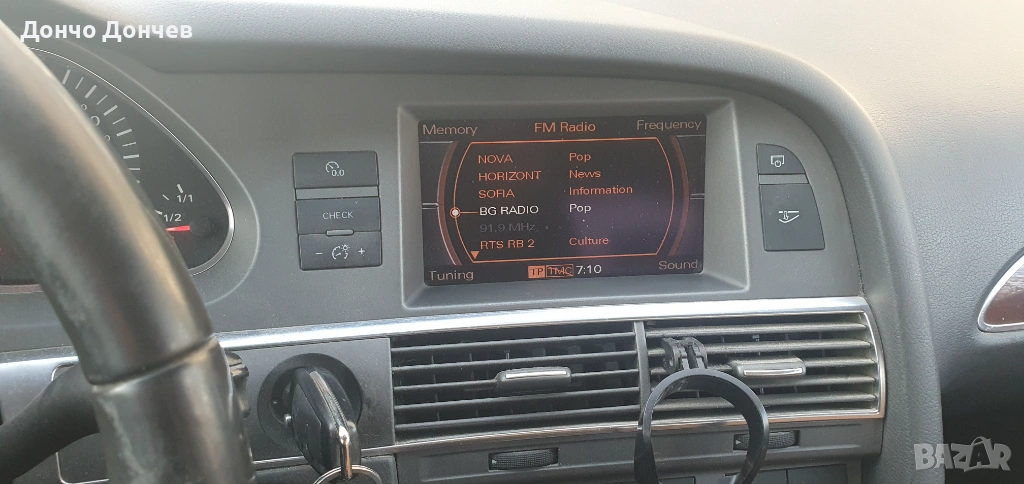 Дончо Дончев
Memory FM Radio Frequency
NOVA Pop
HORIZONT News
SOFIA Information
BG RADIO Pop
91,9 MHz
RTS RB 2 Culture
Tuning TP TMC 7:10 Sound
0.0
CHECK
- +
1/1
1/2
BAZAR